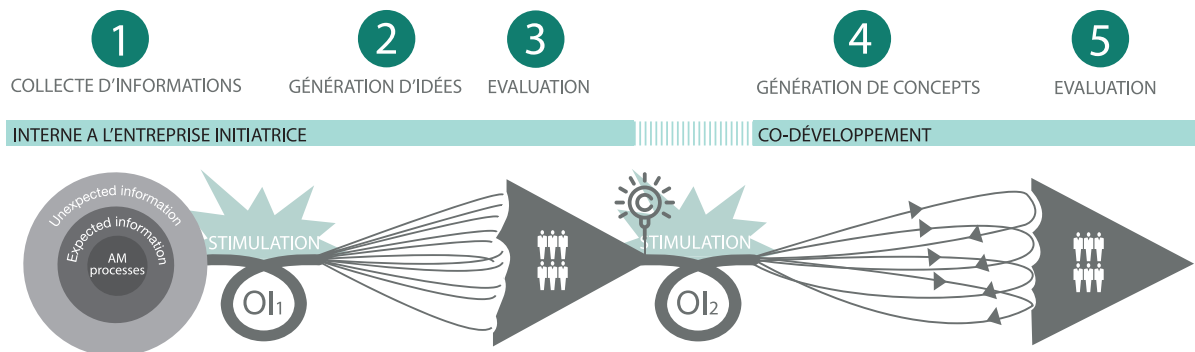 1
2
3
4
5
COLLECTE D'INFORMATIONS
GÉNÉRATION D'IDÉES
EVALUATION
GÉNÉRATION DE CONCEPTS
EVALUATION
INTERNE A L'ENTREPRISE INITIATRICE
CO-DÉVELOPPEMENT
Unexpected information
Expected information
AM
processes
STIMULATION
OI1
C
STIMULATION
OI2